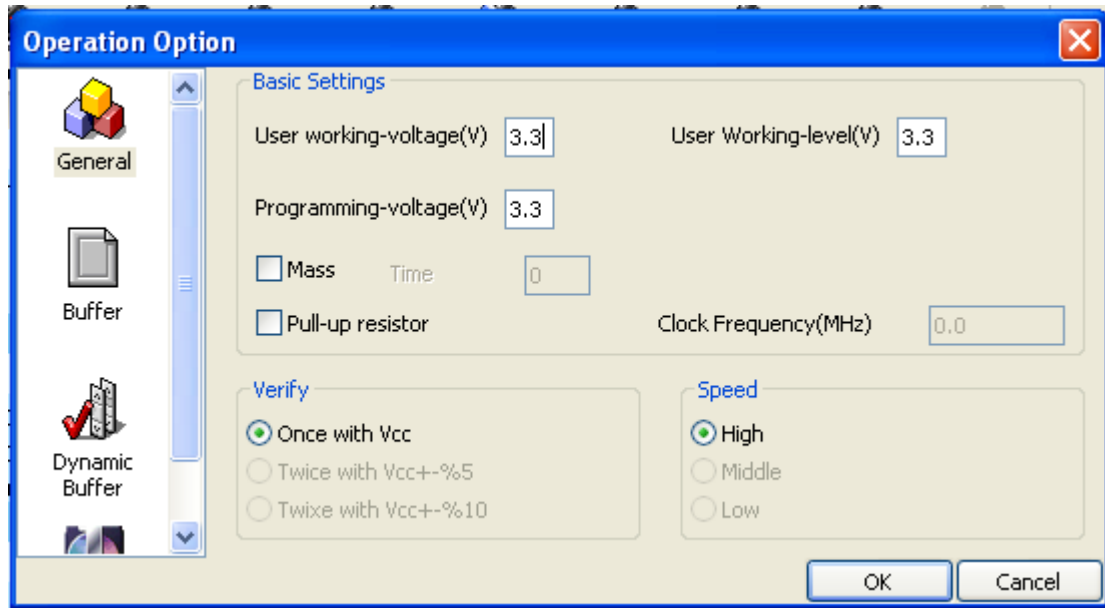 Operation Option
General
Buffer
Dynamic
Buffer
Basic Settings
User working-voltage(V) 3.3 User Working-level(V) 3.3
Programming-voltage(V) 3.3
Mass Time 0
Pull-up resistor Clock Frequency(MHz) 0.0
Verify
Once with Vcc
Twice with Vcc+-%5
Twixe with Vcc+-%10
Speed
High
Middle
Low
OK Cancel